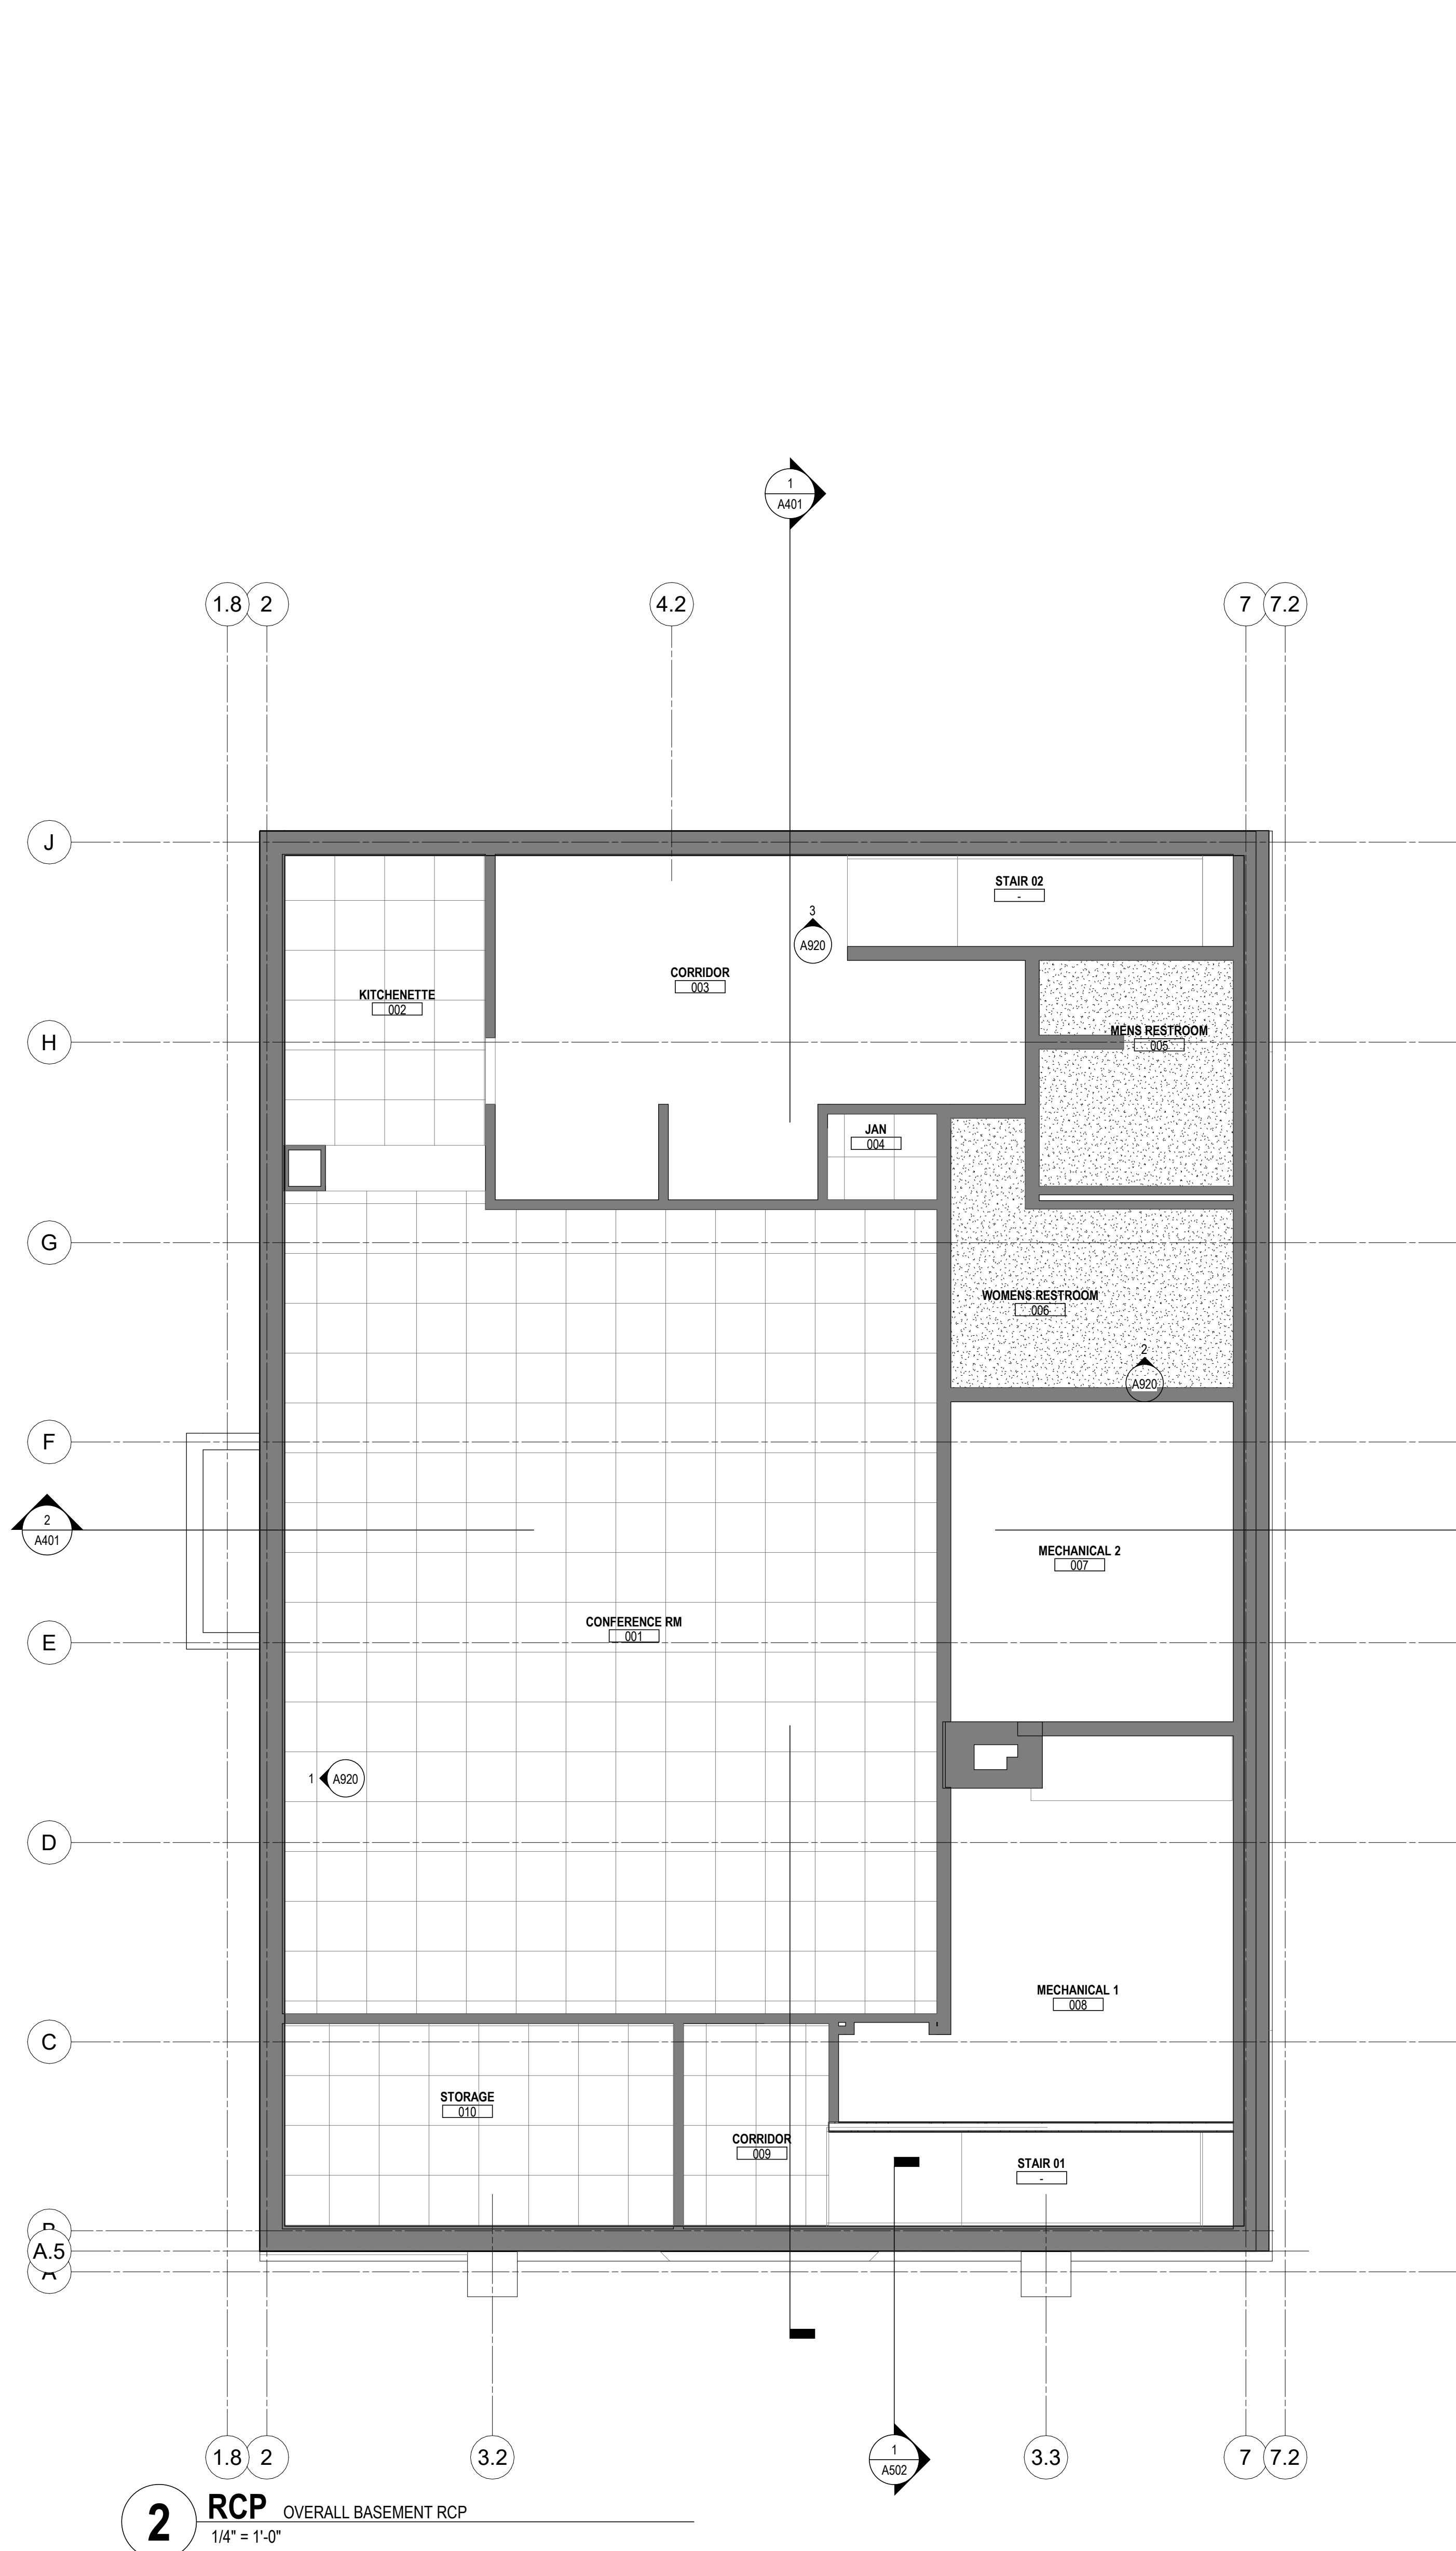 1
A401
1.8
2
4.2
7
7.2
J
STAIR 02
-
3
A920
CORRIDOR
003
KITCHENETTE
002
MENS RESTROOM
005
H
JAN
004
G
WOMENS RESTROOM
006
2
A920
F
2
A401
MECHANICAL 2
007
CONFERENCE RM
001
E
1
A920
D
MECHANICAL 1
008
C
STORAGE
010
CORRIDOR
009
STAIR 01
-
B
A.5
A
1.8
2
3.2
1
A502
3.3
7
7.2
2
RCP OVERALL BASEMENT RCP
1/4" = 1'-0"